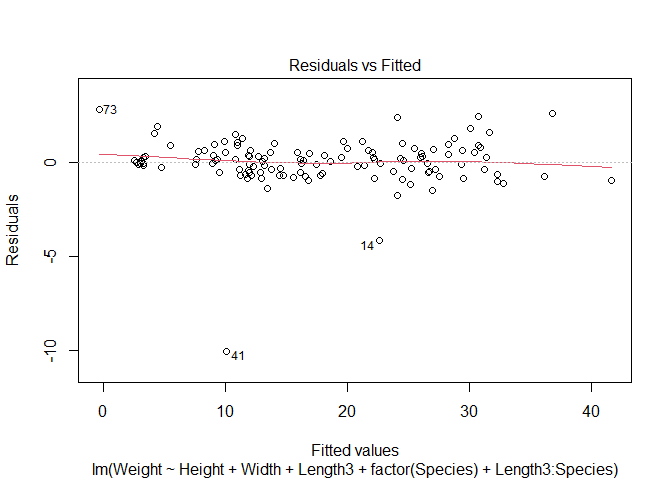 Residuals vs Fitted
Residuals
0
-5
-10
73
14
41
0 10 20 30 40
Fitted values
lm(Weight ~ Height + Width + Length3 + factor(Species) + Length3:Species)